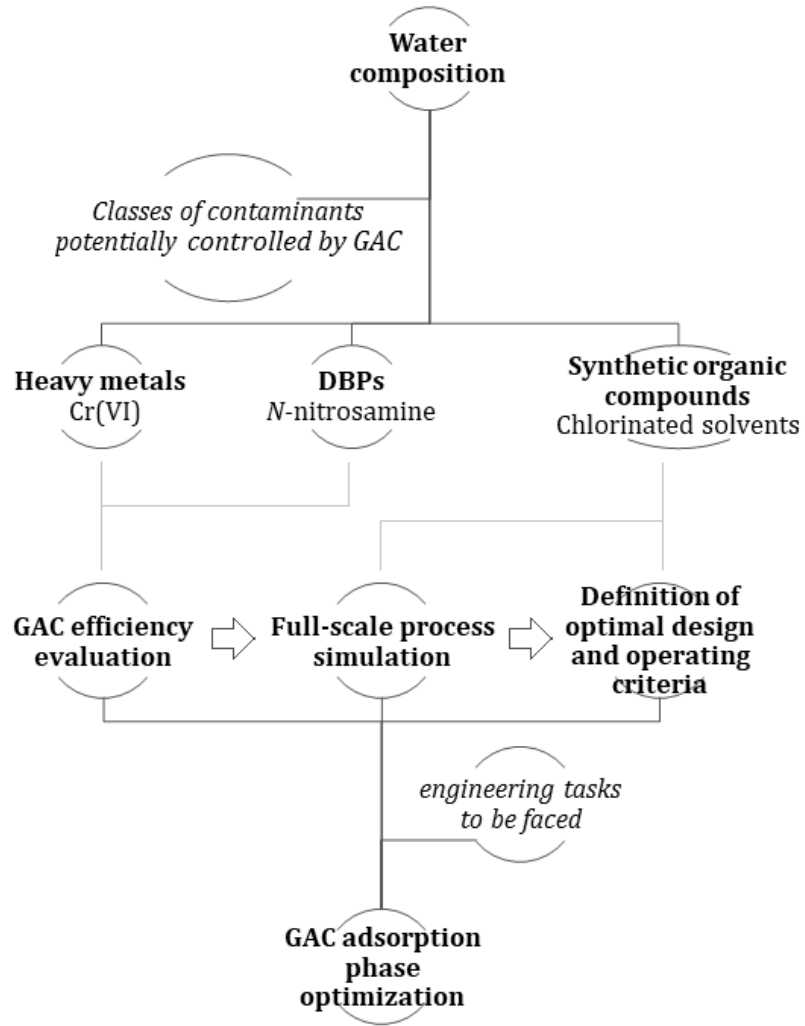 Water
composition
Classes of contaminants
potentially controlled by GAC
Heavy metals
Cr(VI)
DBPs
N-nitrosamine
Synthetic organic
compounds
Chlorinated solvents
GAC efficiency
evaluation
Full-scale process
simulation
Definition of
optimal design
and operating
criteria
engineering tasks
to be faced
GAC adsorption
phase
optimization